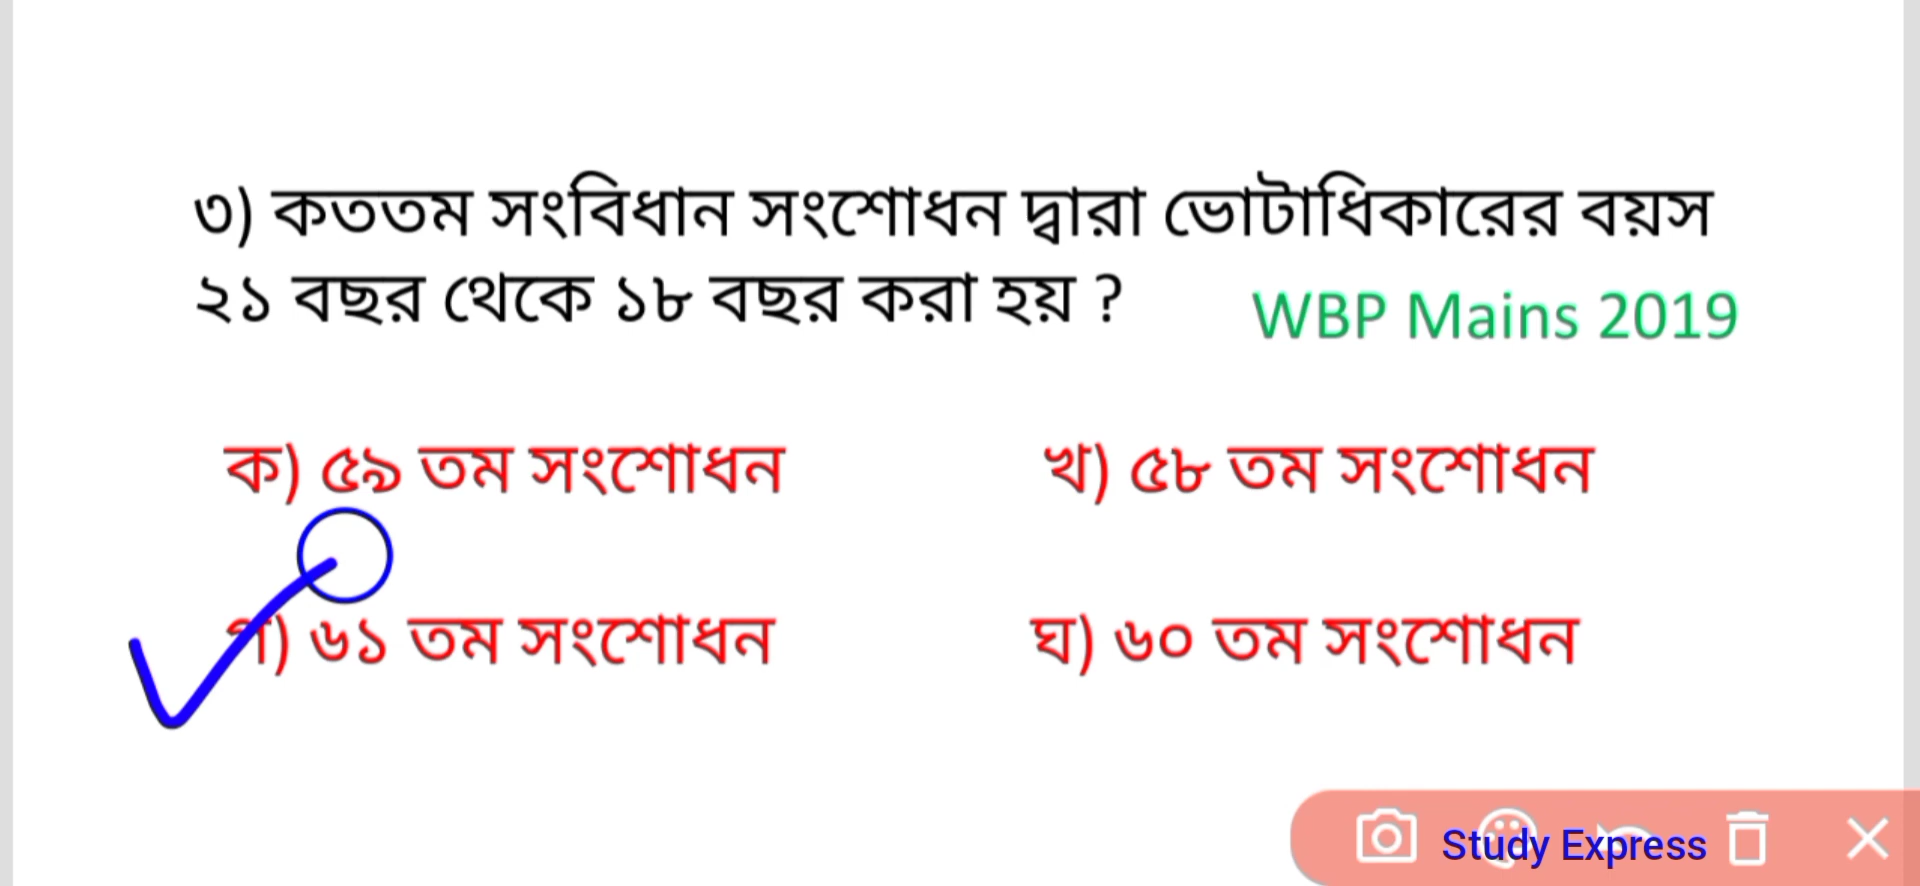 ৩) কততম সংবিধান সংশোধন দ্বারা ভোটাধিকারের বয়স
২১ বছর থেকে ১৮ বছর করা হয় ?
WBP Mains 2019
ক) ৫৯ তম সংশোধন
খ) ৫৮ তম সংশোধন
গ) ৬১ তম সংশোধন
ঘ) ৬০ তম সংশোধন
Study Express